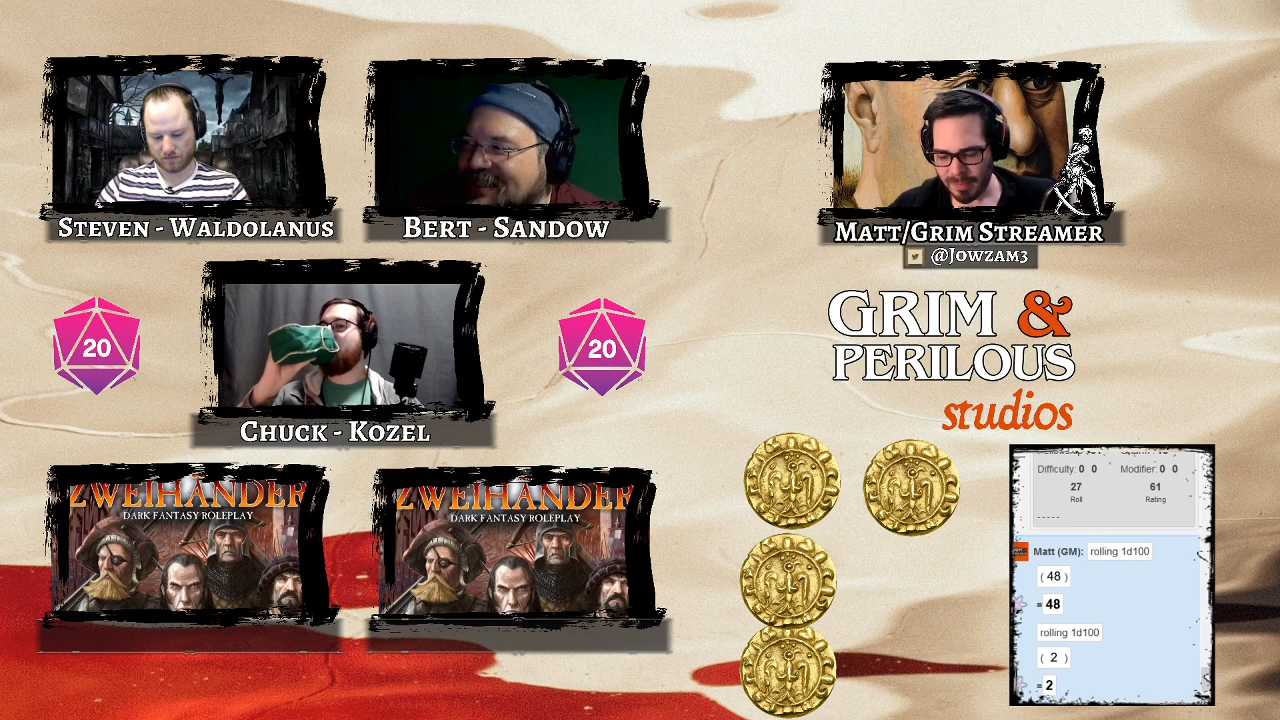 Steven - Waldolanus
Bert - Sandow
Matt/Grim Streamer
@Jowzam3
20
20
Chuck - Kozel
GRIM &
PERILOUS
studios
ZWEIHÄNDER
DARK FANTASY ROLEPLAY
ZWEIHÄNDER
DARK FANTASY ROLEPLAY
Difficulty: 0 0 Modifier: 0 0
27 61
Roll Rating
-----
Matt (GM): rolling 1d100
( 48 )
= 48
rolling 1d100
( 2 )
= 2